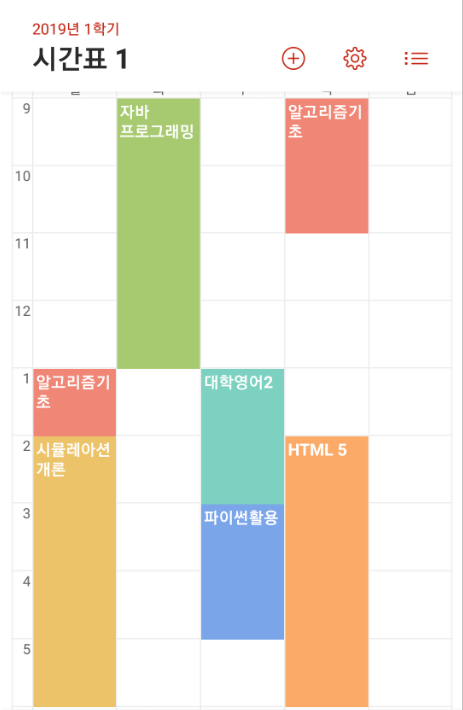 2019년 1학기
시간표 1
9
자바
프로그래밍
알고리즘기
초
10
11
12
1
알고리즘기
초
대학영어2
2
시뮬레아션
개론
HTML 5
3
파이썬활용
4
5